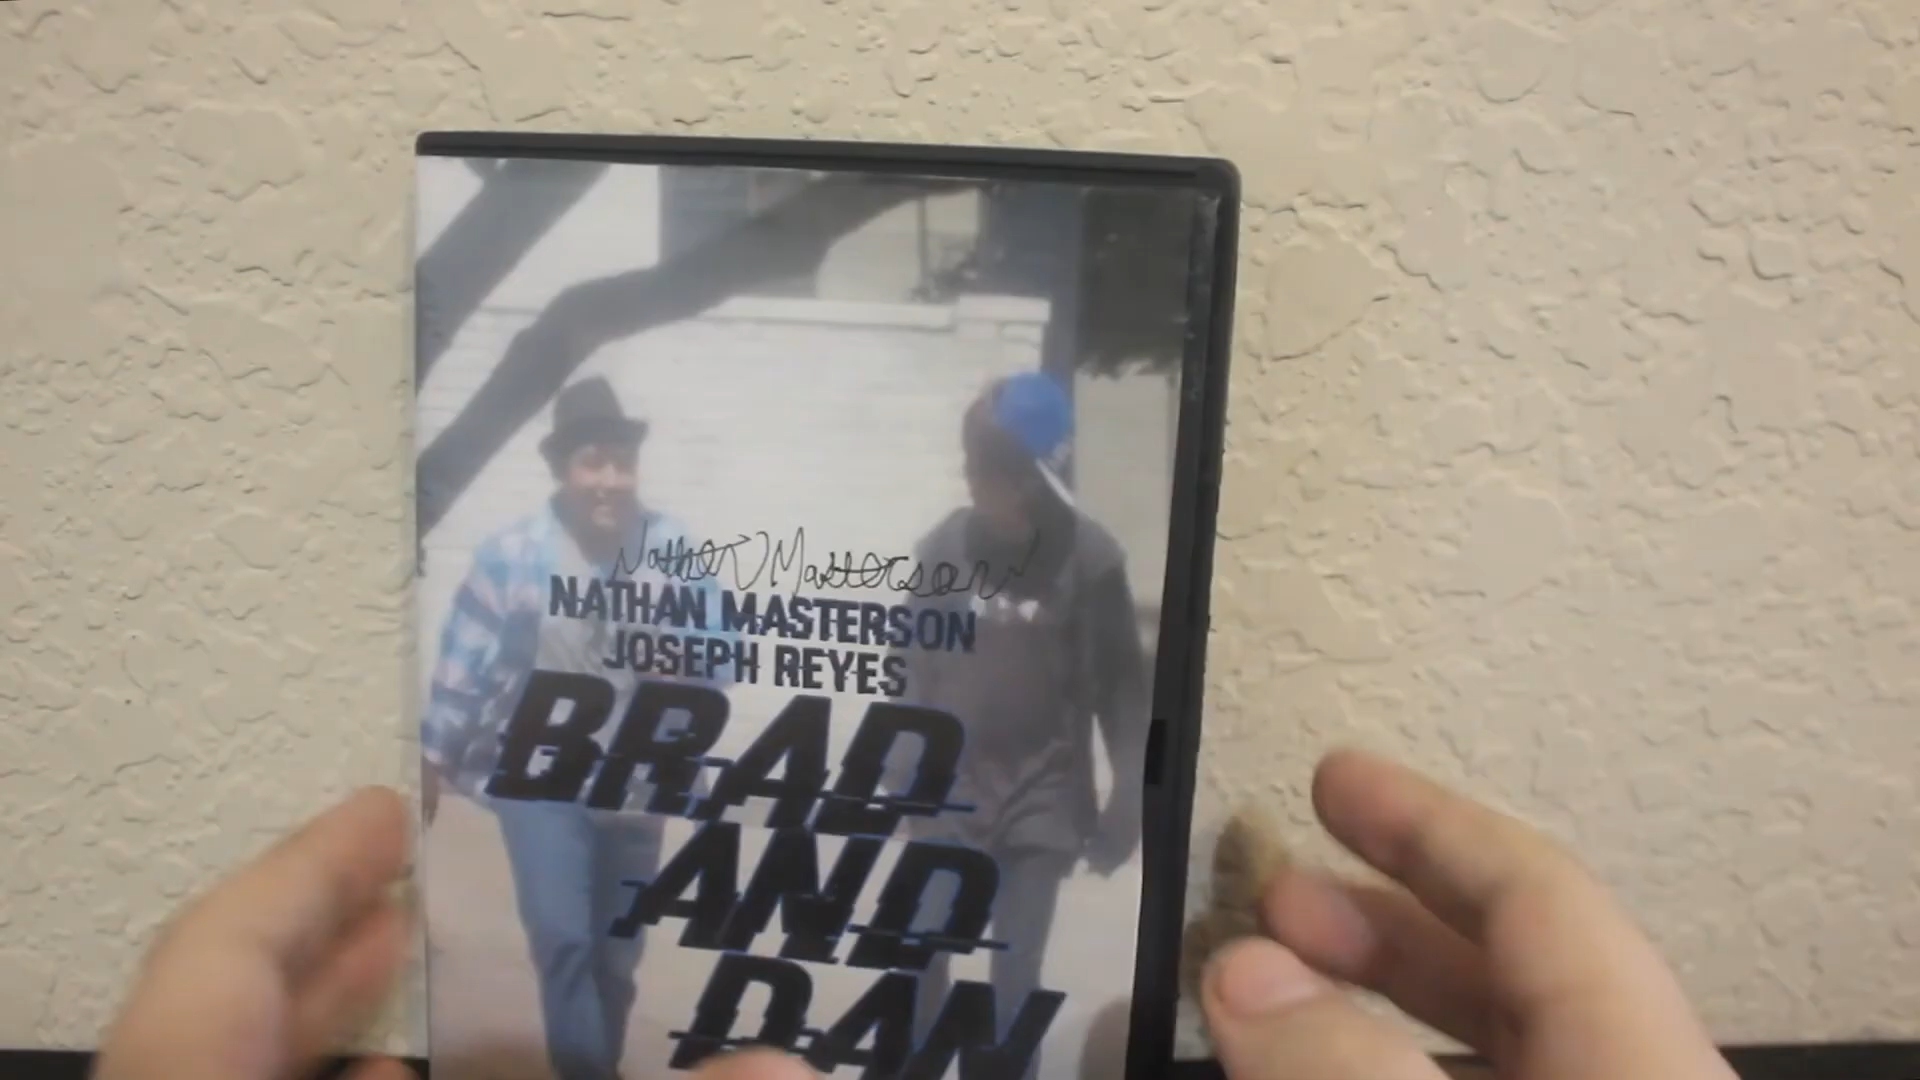 Nathan Masterson
NATHAN MASTERSON
JOSEPH REYES
BRAD
AND
DAN